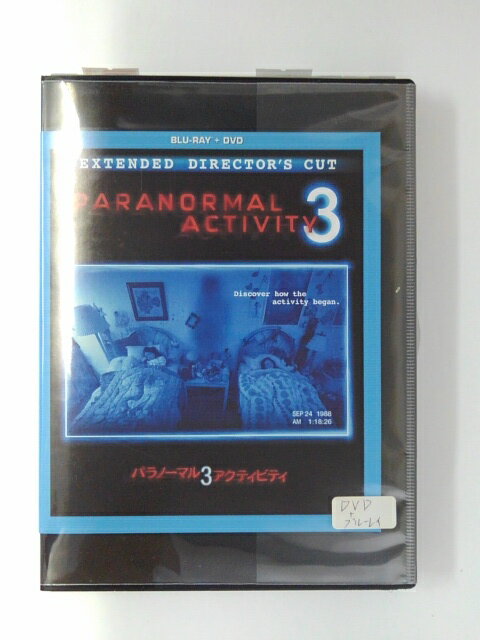 BLU-RAY + DVD
EXTENDED DIRECTOR'S CUT
PARANORMAL
ACTIVITY 3
Discover how the
activity began.
SEP 24 1988
AM 1:18:26
パラノーマル3アクティビティ
DVD
+
ブルーレイ